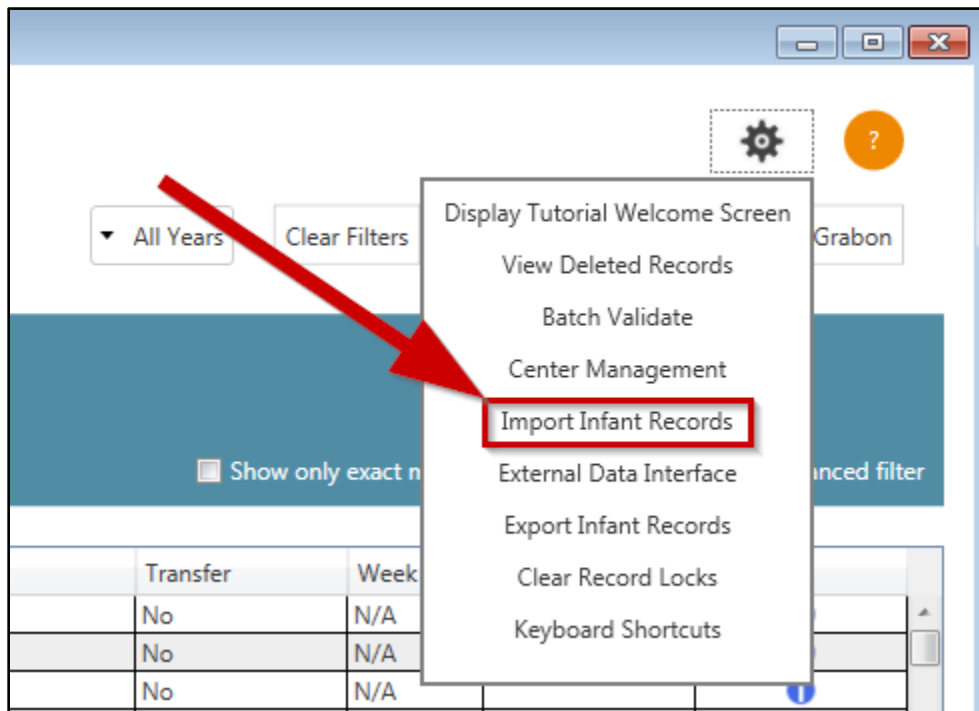 ?
All Years
Clear Filters
Grabon
Display Tutorial Welcome Screen
View Deleted Records
Batch Validate
Center Management
Import Infant Records
External Data Interface
Export Infant Records
Clear Record Locks
Keyboard Shortcuts
Show only exact
filter
Transfer
Week
No
N/A
No
N/A
No
N/A